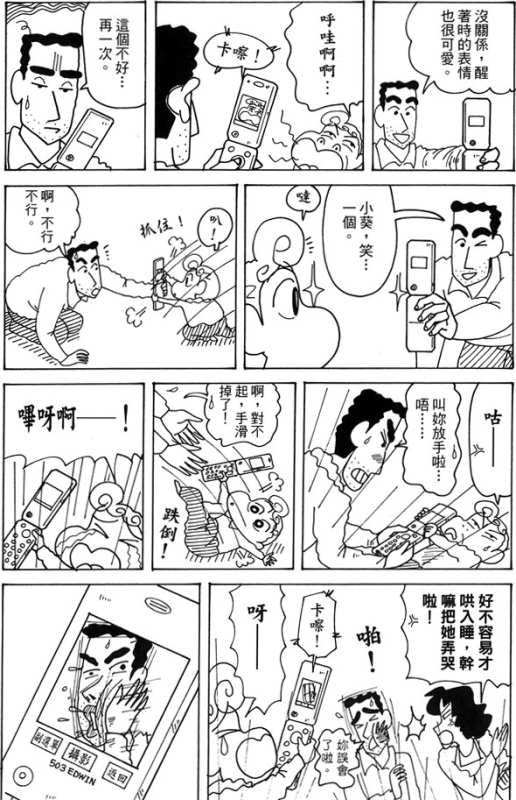 沒關係，醒
著時的表情
也很可愛。
呼哇啊啊…
卡嚓！
這個不好…
再一次。
小葵，笑…
一個。
噠
叭！
抓住！
啊，不行
不行。
咕——
叫妳放手啦…
唔……
啊，對不
起，手滑
掉了！
跌倒！
嗶呀啊——！
好不容易才
哄入睡，幹
嘛把她弄哭
啦！
啪！
妳誤會
了啦。
卡嚓！
呀——
副選單
攝影
返回
503 EDWIN